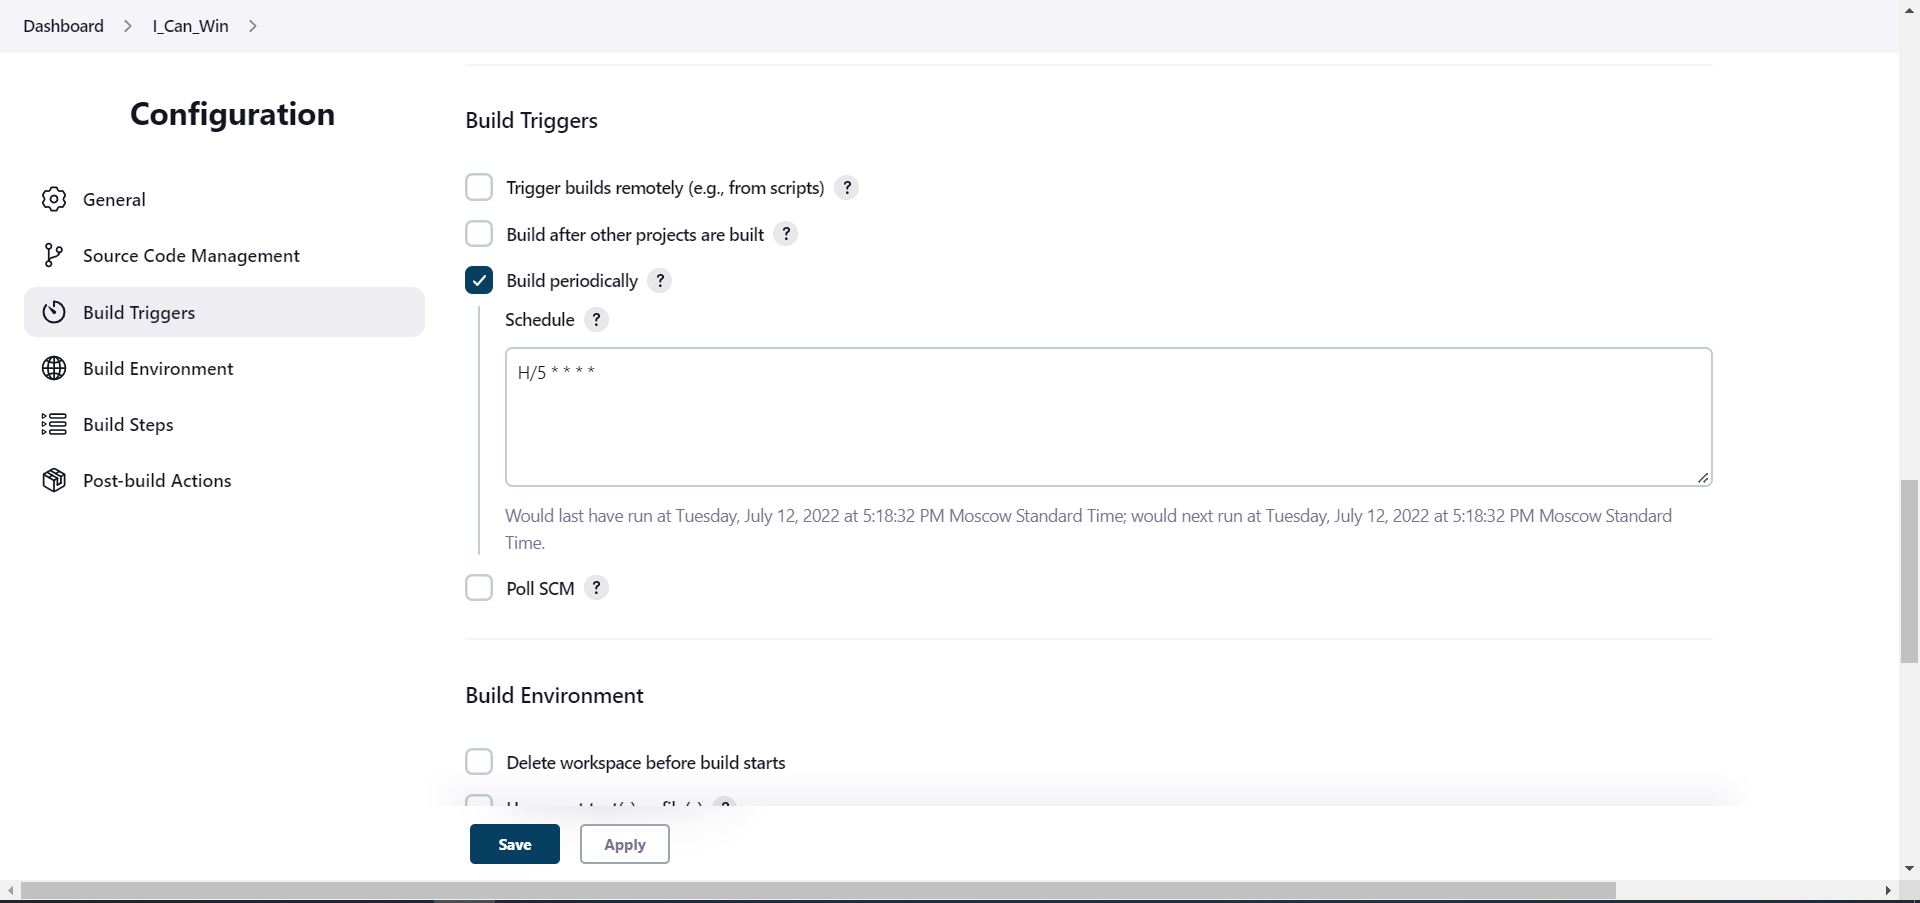 Dashboard > I_Can_Win >
Configuration
General
Source Code Management
Build Triggers
Build Environment
Build Steps
Post-build Actions
Build Triggers
Trigger builds remotely (e.g., from scripts) ?
Build after other projects are built ?
Build periodically ?
Schedule ?
H/5 * * * *
Would last have run at Tuesday, July 12, 2022 at 5:18:32 PM Moscow Standard Time; would next run at Tuesday, July 12, 2022 at 5:18:32 PM Moscow Standard
Time.
Poll SCM ?
Build Environment
Delete workspace before build starts
Save
Apply